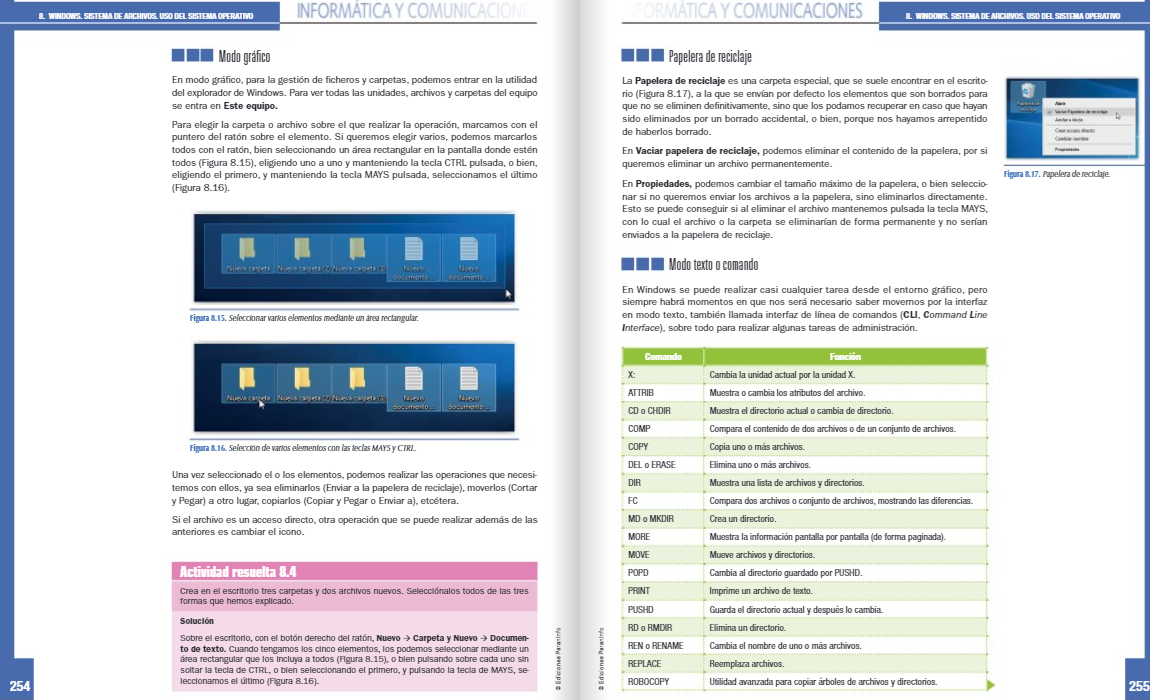 8. WINDOWS. SISTEMA DE ARCHIVOS. USO DEL SISTEMA OPERATIVO
INFORMÁTICA Y COMUNICACIONE
Modo gráfico
En modo gráfico, para la gestión de ficheros y carpetas, podemos entrar en la utilidad
del explorador de Windows. Para ver todas las unidades, archivos y carpetas del equipo
se entra en Este equipo.
Para elegir la carpeta o archivo sobre el que realizar la operación, marcamos con el
puntero del ratón sobre el elemento. Si queremos elegir varios, podemos marcarlos
todos con el ratón, bien seleccionando un área rectangular en la pantalla donde estén
todos (Figura 8.15), eligiendo uno a uno y manteniendo la tecla CTRL pulsada, o bien,
eligiendo el primero, y manteniendo la tecla MAYS pulsada, seleccionamos el último
(Figura 8.16).
Nueva carpeta Nueva carpeta (2) Nueva carpeta (3) Nuevo Nuevo
documento ... documento ...
Figura 8.15. Seleccionar varios elementos mediante un área rectangular.
Nueva carpeta Nueva carpeta (2) Nueva carpeta (3) Nuevo Nuevo
documento ... documento ...
Figura 8.16. Selección de varios elementos con las teclas MAYS y CTRL.
Una vez seleccionado el o los elementos, podemos realizar las operaciones que necesi-
temos con ellos, ya sea eliminarlos (Enviar a la papelera de reciclaje), moverlos (Cortar
y Pegar) a otro lugar, copiarlos (Copiar y Pegar o Enviar a), etcétera.
Si el archivo es un acceso directo, otra operación que se puede realizar además de las
anteriores es cambiar el icono.
Actividad resuelta 8.4
Crea en el escritorio tres carpetas y dos archivos nuevos. Selecciónalos todos de las tres
formas que hemos explicado.
Solución
Sobre el escritorio, con el botón derecho del ratón, Nuevo → Carpeta y Nuevo → Documen-
to de texto. Cuando tengamos los cinco elementos, los podemos seleccionar mediante un
área rectangular que los incluya a todos (Figura 8.15), o bien pulsando sobre cada uno sin
soltar la tecla de CTRL, o bien seleccionando el primero, y pulsando la tecla de MAYS, se-
leccionamos el último (Figura 8.16).
© Ediciones Paraninfo
254
INFORMÁTICA Y COMUNICACIONES
8. WINDOWS. SISTEMA DE ARCHIVOS. USO DEL SISTEMA OPERATIVO
Papelera de reciclaje
La Papelera de reciclaje es una carpeta especial, que se suele encontrar en el escrito-
rio (Figura 8.17), a la que se envían por defecto los elementos que son borrados para
que no se eliminen definitivamente, sino que los podamos recuperar en caso que hayan
sido eliminados por un borrado accidental, o bien, porque nos hayamos arrepentido
de haberlos borrado.
En Vaciar papelera de reciclaje, podemos eliminar el contenido de la papelera, por si
queremos eliminar un archivo permanentemente.
En Propiedades, podemos cambiar el tamaño máximo de la papelera, o bien seleccio-
nar si no queremos enviar los archivos a la papelera, sino eliminarlos directamente.
Esto se puede conseguir si al eliminar el archivo mantenemos pulsada la tecla MAYS,
con lo cual el archivo o la carpeta se eliminarían de forma permanente y no serían
enviados a la papelera de reciclaje.
Papelera de
reciclaje
Abrir
Vaciar Papelera de reciclaje
Anclar a Inicio
Crear acceso directo
Cambiar nombre
Propiedades
Figura 8.17. Papelera de reciclaje.
Modo texto o comando
En Windows se puede realizar casi cualquier tarea desde el entorno gráfico, pero
siempre habrá momentos en que nos será necesario saber movernos por la interfaz
en modo texto, también llamada interfaz de línea de comandos (CLI, Command Line
Interface), sobre todo para realizar algunas tareas de administración.
Comando Función
X: Cambia la unidad actual por la unidad X.
ATTRIB Muestra o cambia los atributos del archivo.
CD o CHDIR Muestra el directorio actual o cambia de directorio.
COMP Compara el contenido de dos archivos o de un conjunto de archivos.
COPY Copia uno o más archivos.
DEL o ERASE Elimina uno o más archivos.
DIR Muestra una lista de archivos y directorios.
FC Compara dos archivos o conjunto de archivos, mostrando las diferencias.
MD o MKDIR Crea un directorio.
MORE Muestra la información pantalla por pantalla (de forma paginada).
MOVE Mueve archivos y directorios.
POPD Cambia al directorio guardado por PUSHD.
PRINT Imprime un archivo de texto.
PUSHD Guarda el directorio actual y después lo cambia.
RD o RMDIR Elimina un directorio.
REN o RENAME Cambia el nombre de uno o más archivos.
REPLACE Reemplaza archivos.
ROBOCOPY Utilidad avanzada para copiar árboles de archivos y directorios.
© Ediciones Paraninfo
255